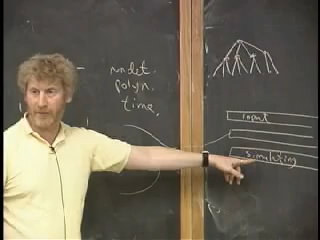 nndet.
polyn.
time.
input
simulating